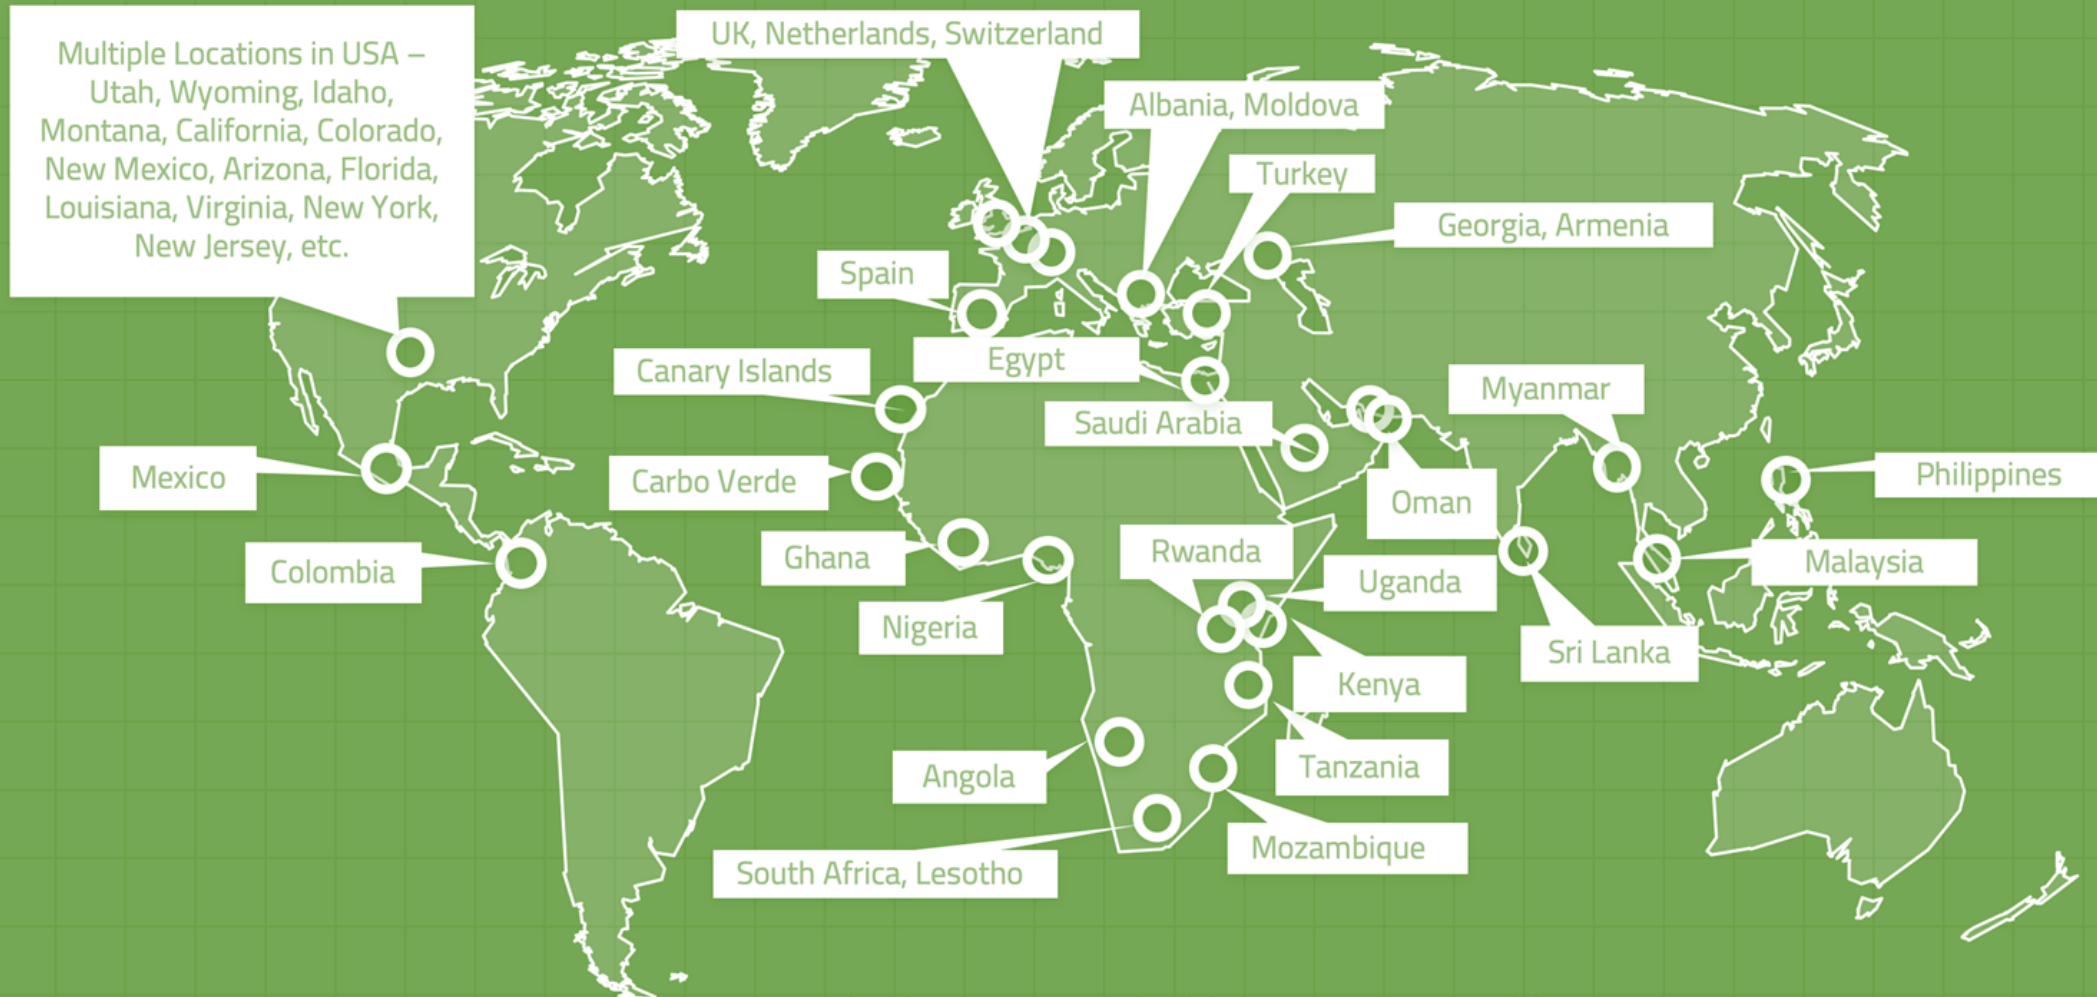 Multiple Locations in USA –
Utah, Wyoming, Idaho,
Montana, California, Colorado,
New Mexico, Arizona, Florida,
Louisiana, Virginia, New York,
New Jersey, etc.
UK, Netherlands, Switzerland
Albania, Moldova
Turkey
Georgia, Armenia
Spain
Egypt
Canary Islands
Saudi Arabia
Myanmar
Mexico
Carbo Verde
Oman
Philippines
Colombia
Ghana
Rwanda
Uganda
Malaysia
Nigeria
Sri Lanka
Kenya
Angola
Tanzania
Mozambique
South Africa, Lesotho